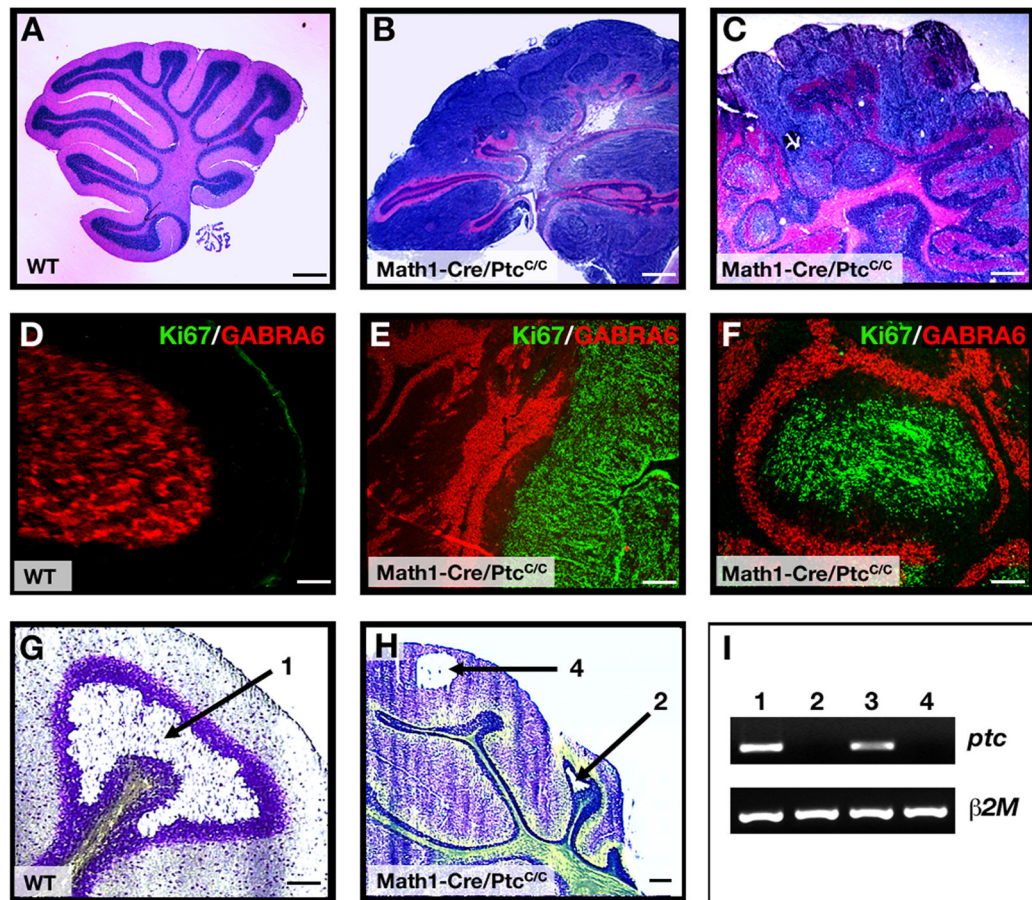 A
WT
B
Math1-Cre/Ptc^C/C
C
Math1-Cre/Ptc^C/C
D
Ki67/GABRA6
WT
E
Ki67/GABRA6
Math1-Cre/Ptc^C/C
F
Ki67/GABRA6
Math1-Cre/Ptc^C/C
G
1
WT
H
4
2
Math1-Cre/Ptc^C/C
I
1 2 3 4
ptc
β2M